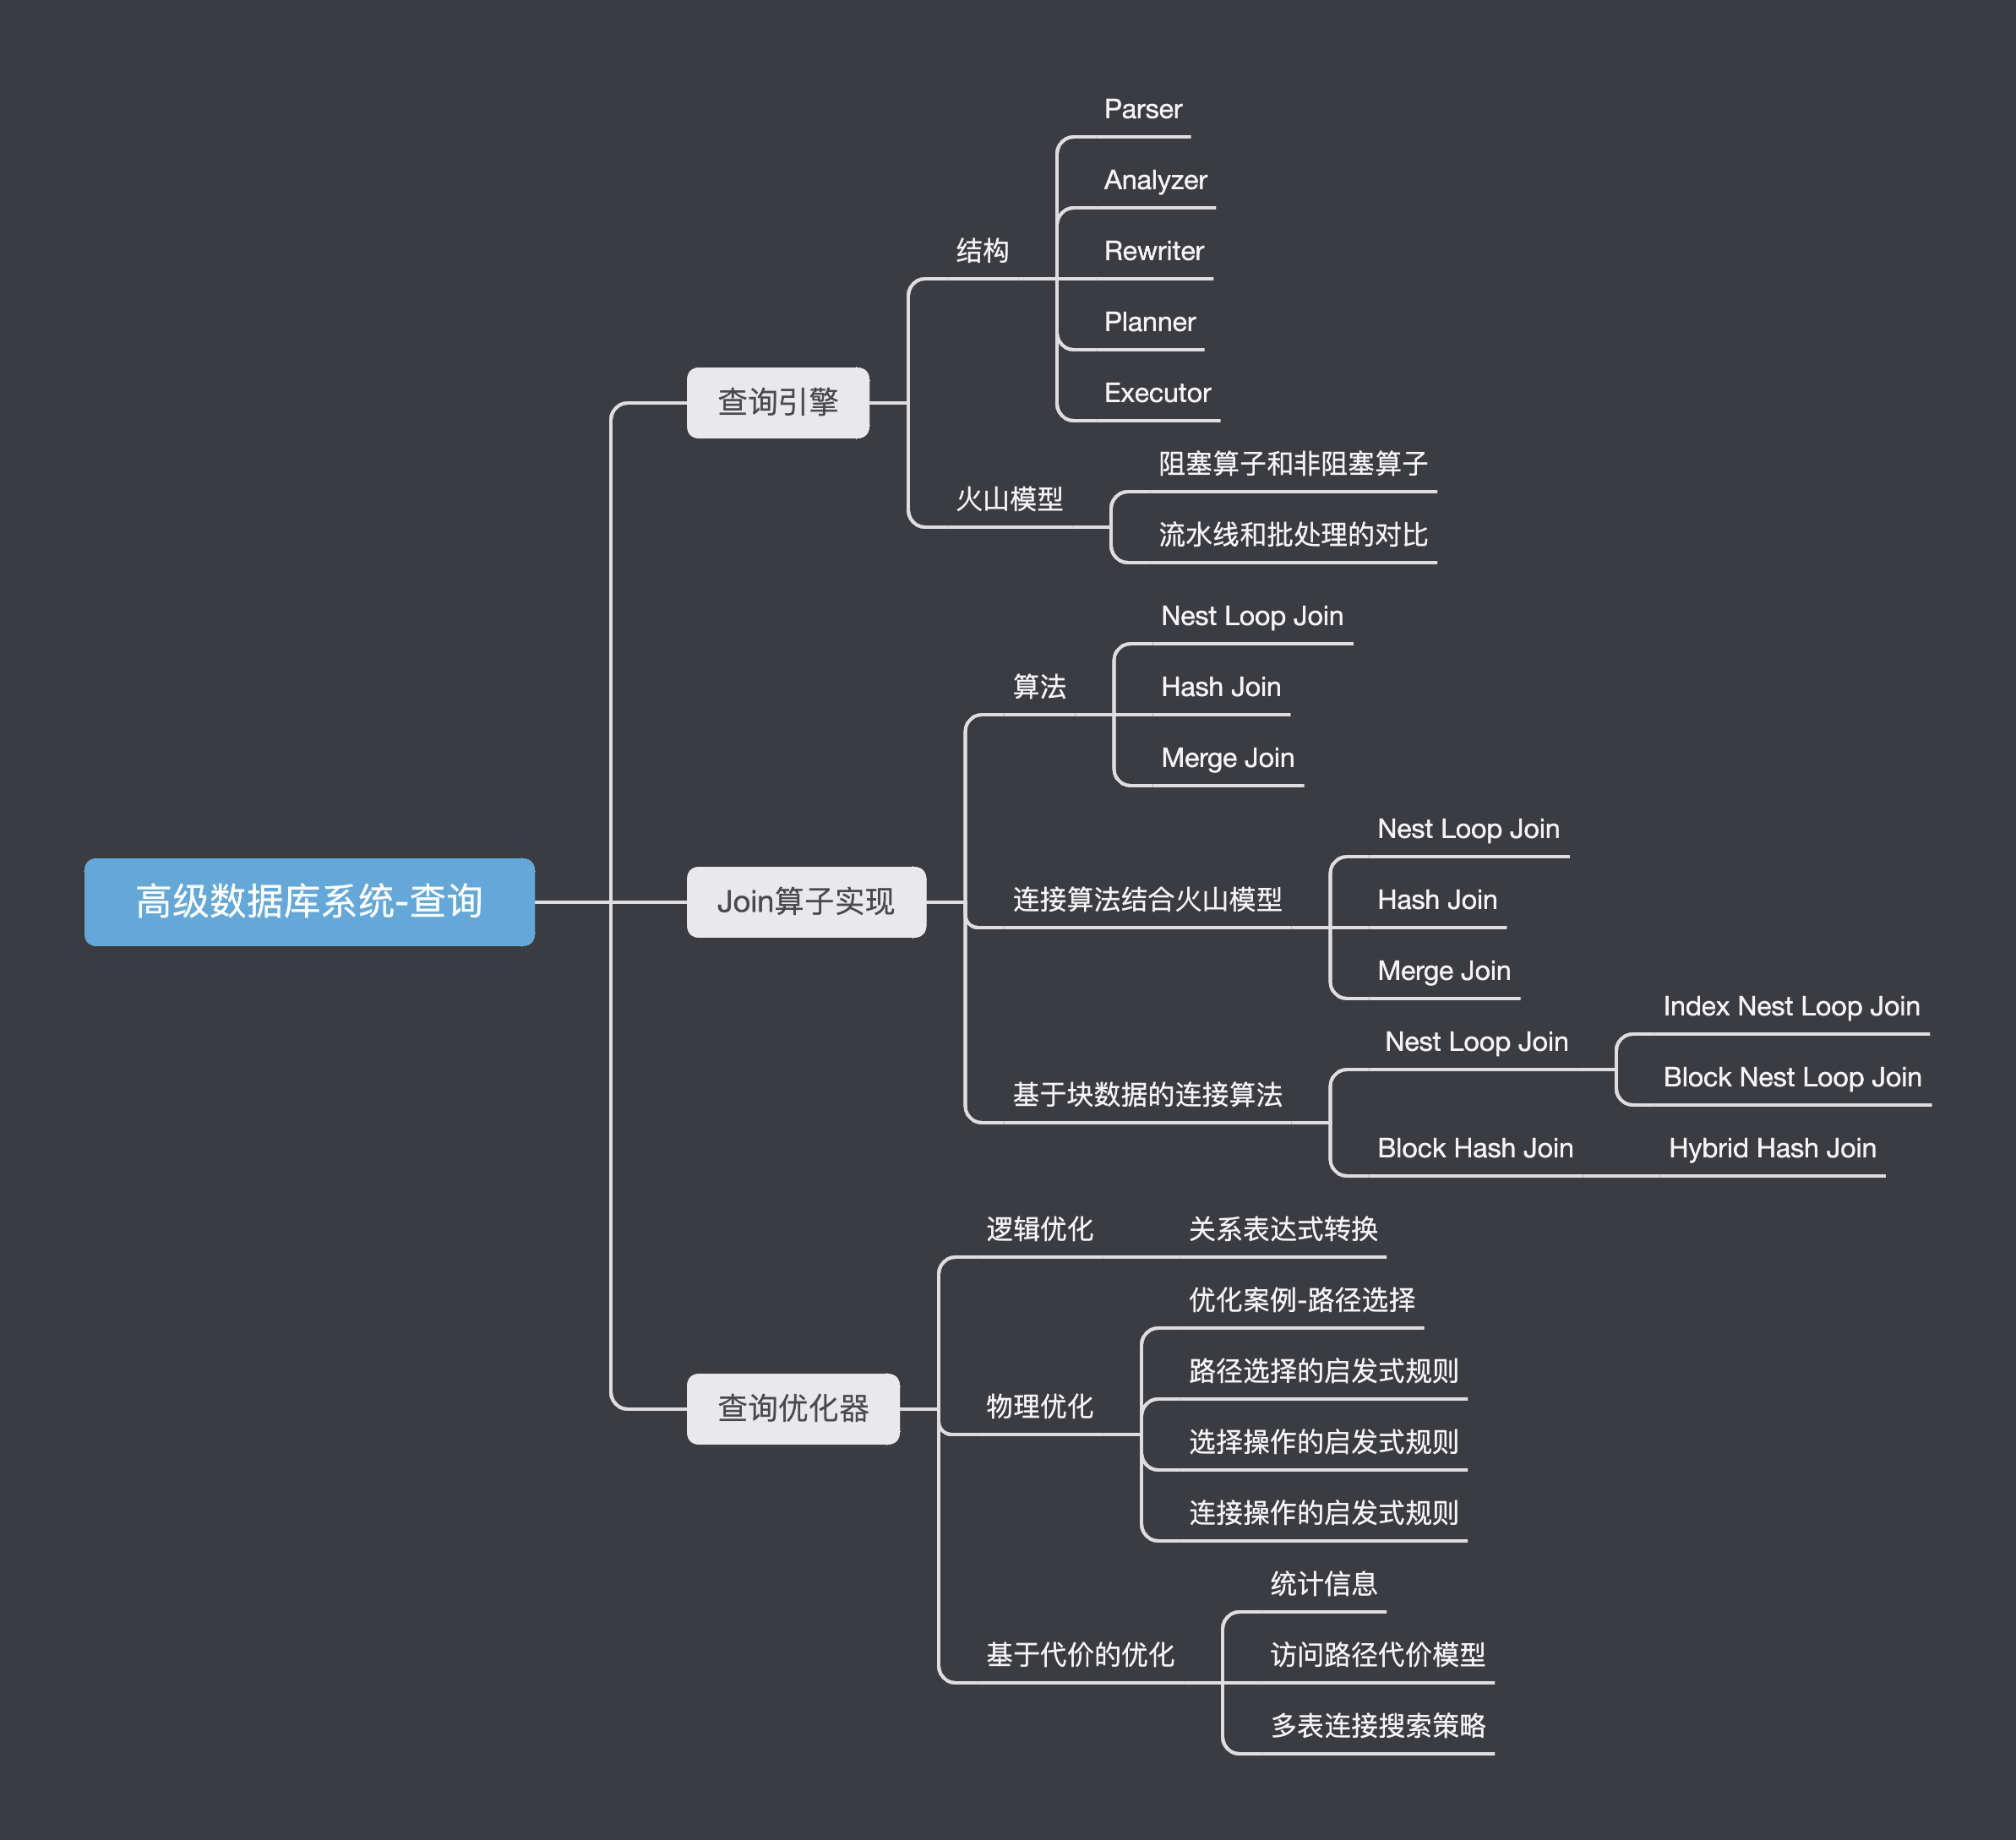 高级数据库系统-查询
查询引擎
结构
Parser
Analyzer
Rewriter
Planner
Executor
火山模型
阻塞算子和非阻塞算子
流水线和批处理的对比
Join算子实现
算法
Nest Loop Join
Hash Join
Merge Join
连接算法结合火山模型
Nest Loop Join
Hash Join
Merge Join
基于块数据的连接算法
Nest Loop Join
Index Nest Loop Join
Block Nest Loop Join
Block Hash Join
Hybrid Hash Join
查询优化器
逻辑优化
关系表达式转换
物理优化
优化案例-路径选择
路径选择的启发式规则
选择操作的启发式规则
连接操作的启发式规则
基于代价的优化
统计信息
访问路径代价模型
多表连接搜索策略